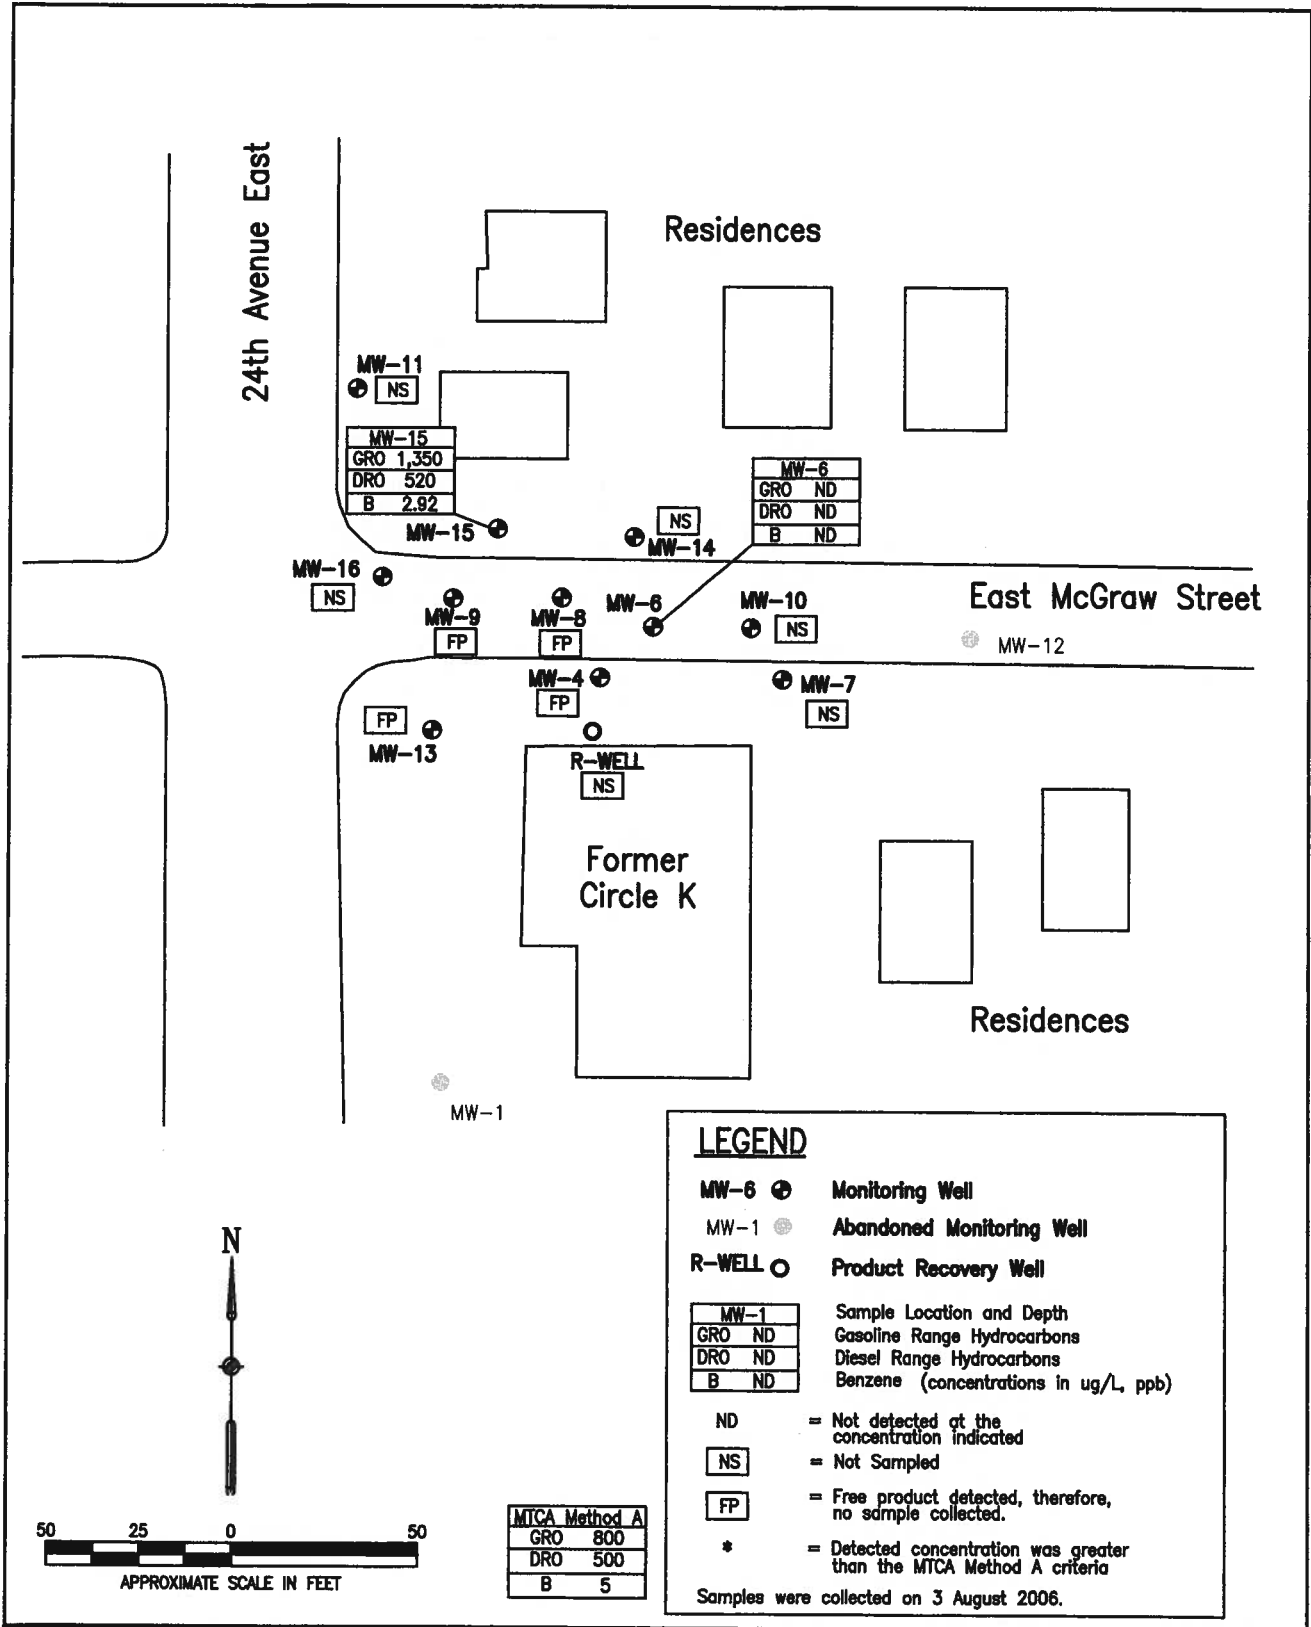 24th Avenue East
Residences
MW-11
NS
MW-15
GRO 1,350
DRO 520
B 2.92
MW-15
MW-6
GRO ND
DRO ND
B ND
NS
MW-14
MW-16
NS
MW-9
FP
MW-8
FP
MW-6
MW-10
NS
East McGraw Street
MW-12
MW-4
FP
MW-7
NS
FP
MW-13
R-WELL
NS
Former
Circle K
Residences
MW-1
LEGEND
MW-6 Monitoring Well
MW-1 Abandoned Monitoring Well
R-WELL Product Recovery Well
MW-1 Sample Location and Depth
GRO ND Gasoline Range Hydrocarbons
DRO ND Diesel Range Hydrocarbons
B ND Benzene (concentrations in ug/L, ppb)
ND = Not detected at the
concentration indicated
NS = Not Sampled
FP = Free product detected, therefore,
no sample collected.
* = Detected concentration was greater
than the MTCA Method A criteria
Samples were collected on 3 August 2006.
N
50 25 0 50
APPROXIMATE SCALE IN FEET
MTCA Method A
GRO 800
DRO 500
B 5